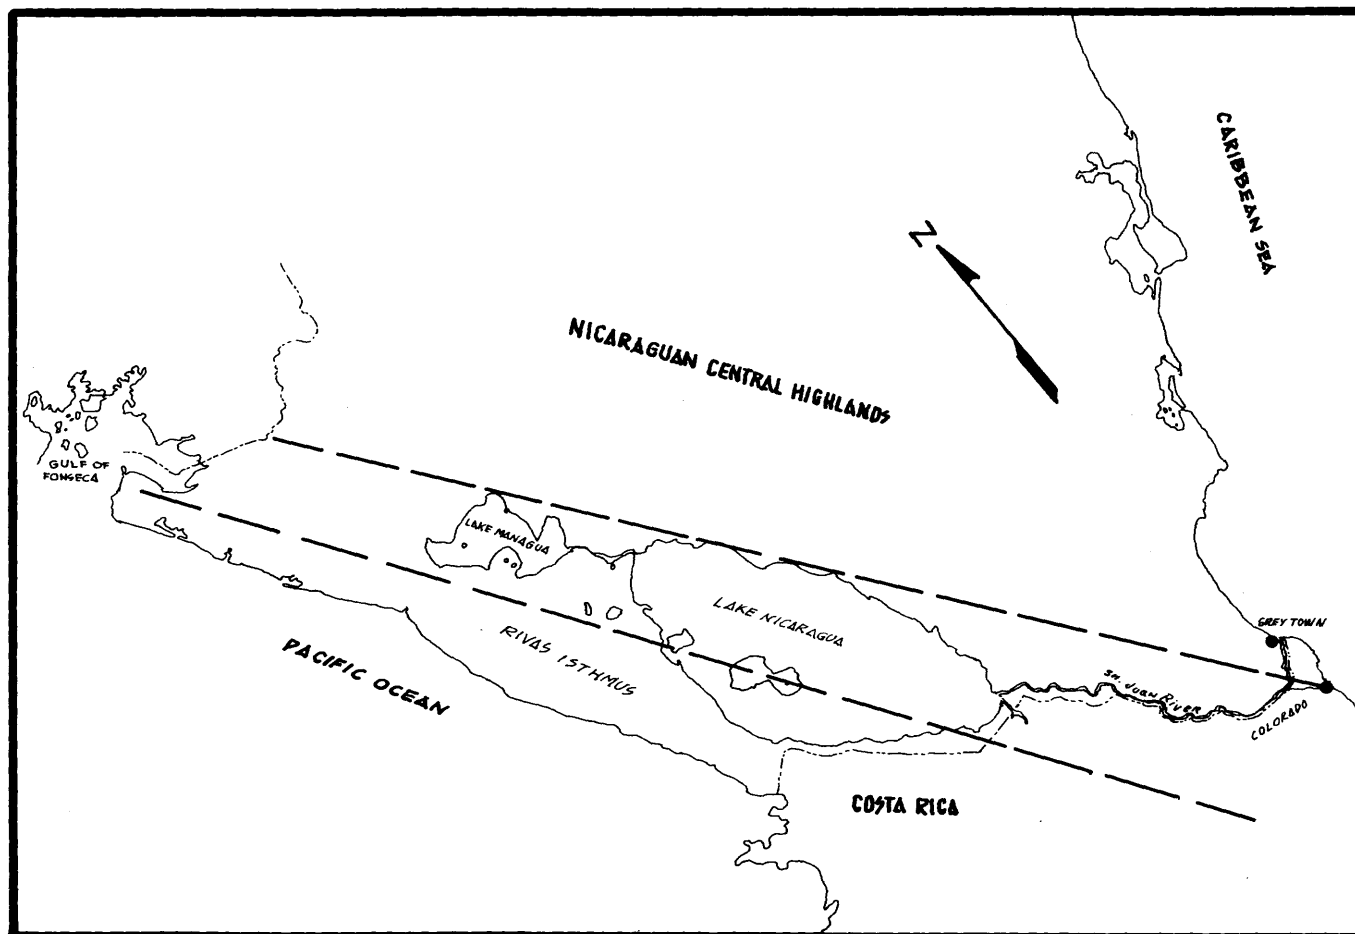 CARIBBEAN SEA
N
NICARAGUAN CENTRAL HIGHLANDS
GULF OF
FONSECA
LAKE MANAGUA
LAKE NICARAGUA
RIVAS ISTHMUS
PACIFIC OCEAN
GREY TOWN
SN. JUAN RIVER
COLORADO
COSTA RICA